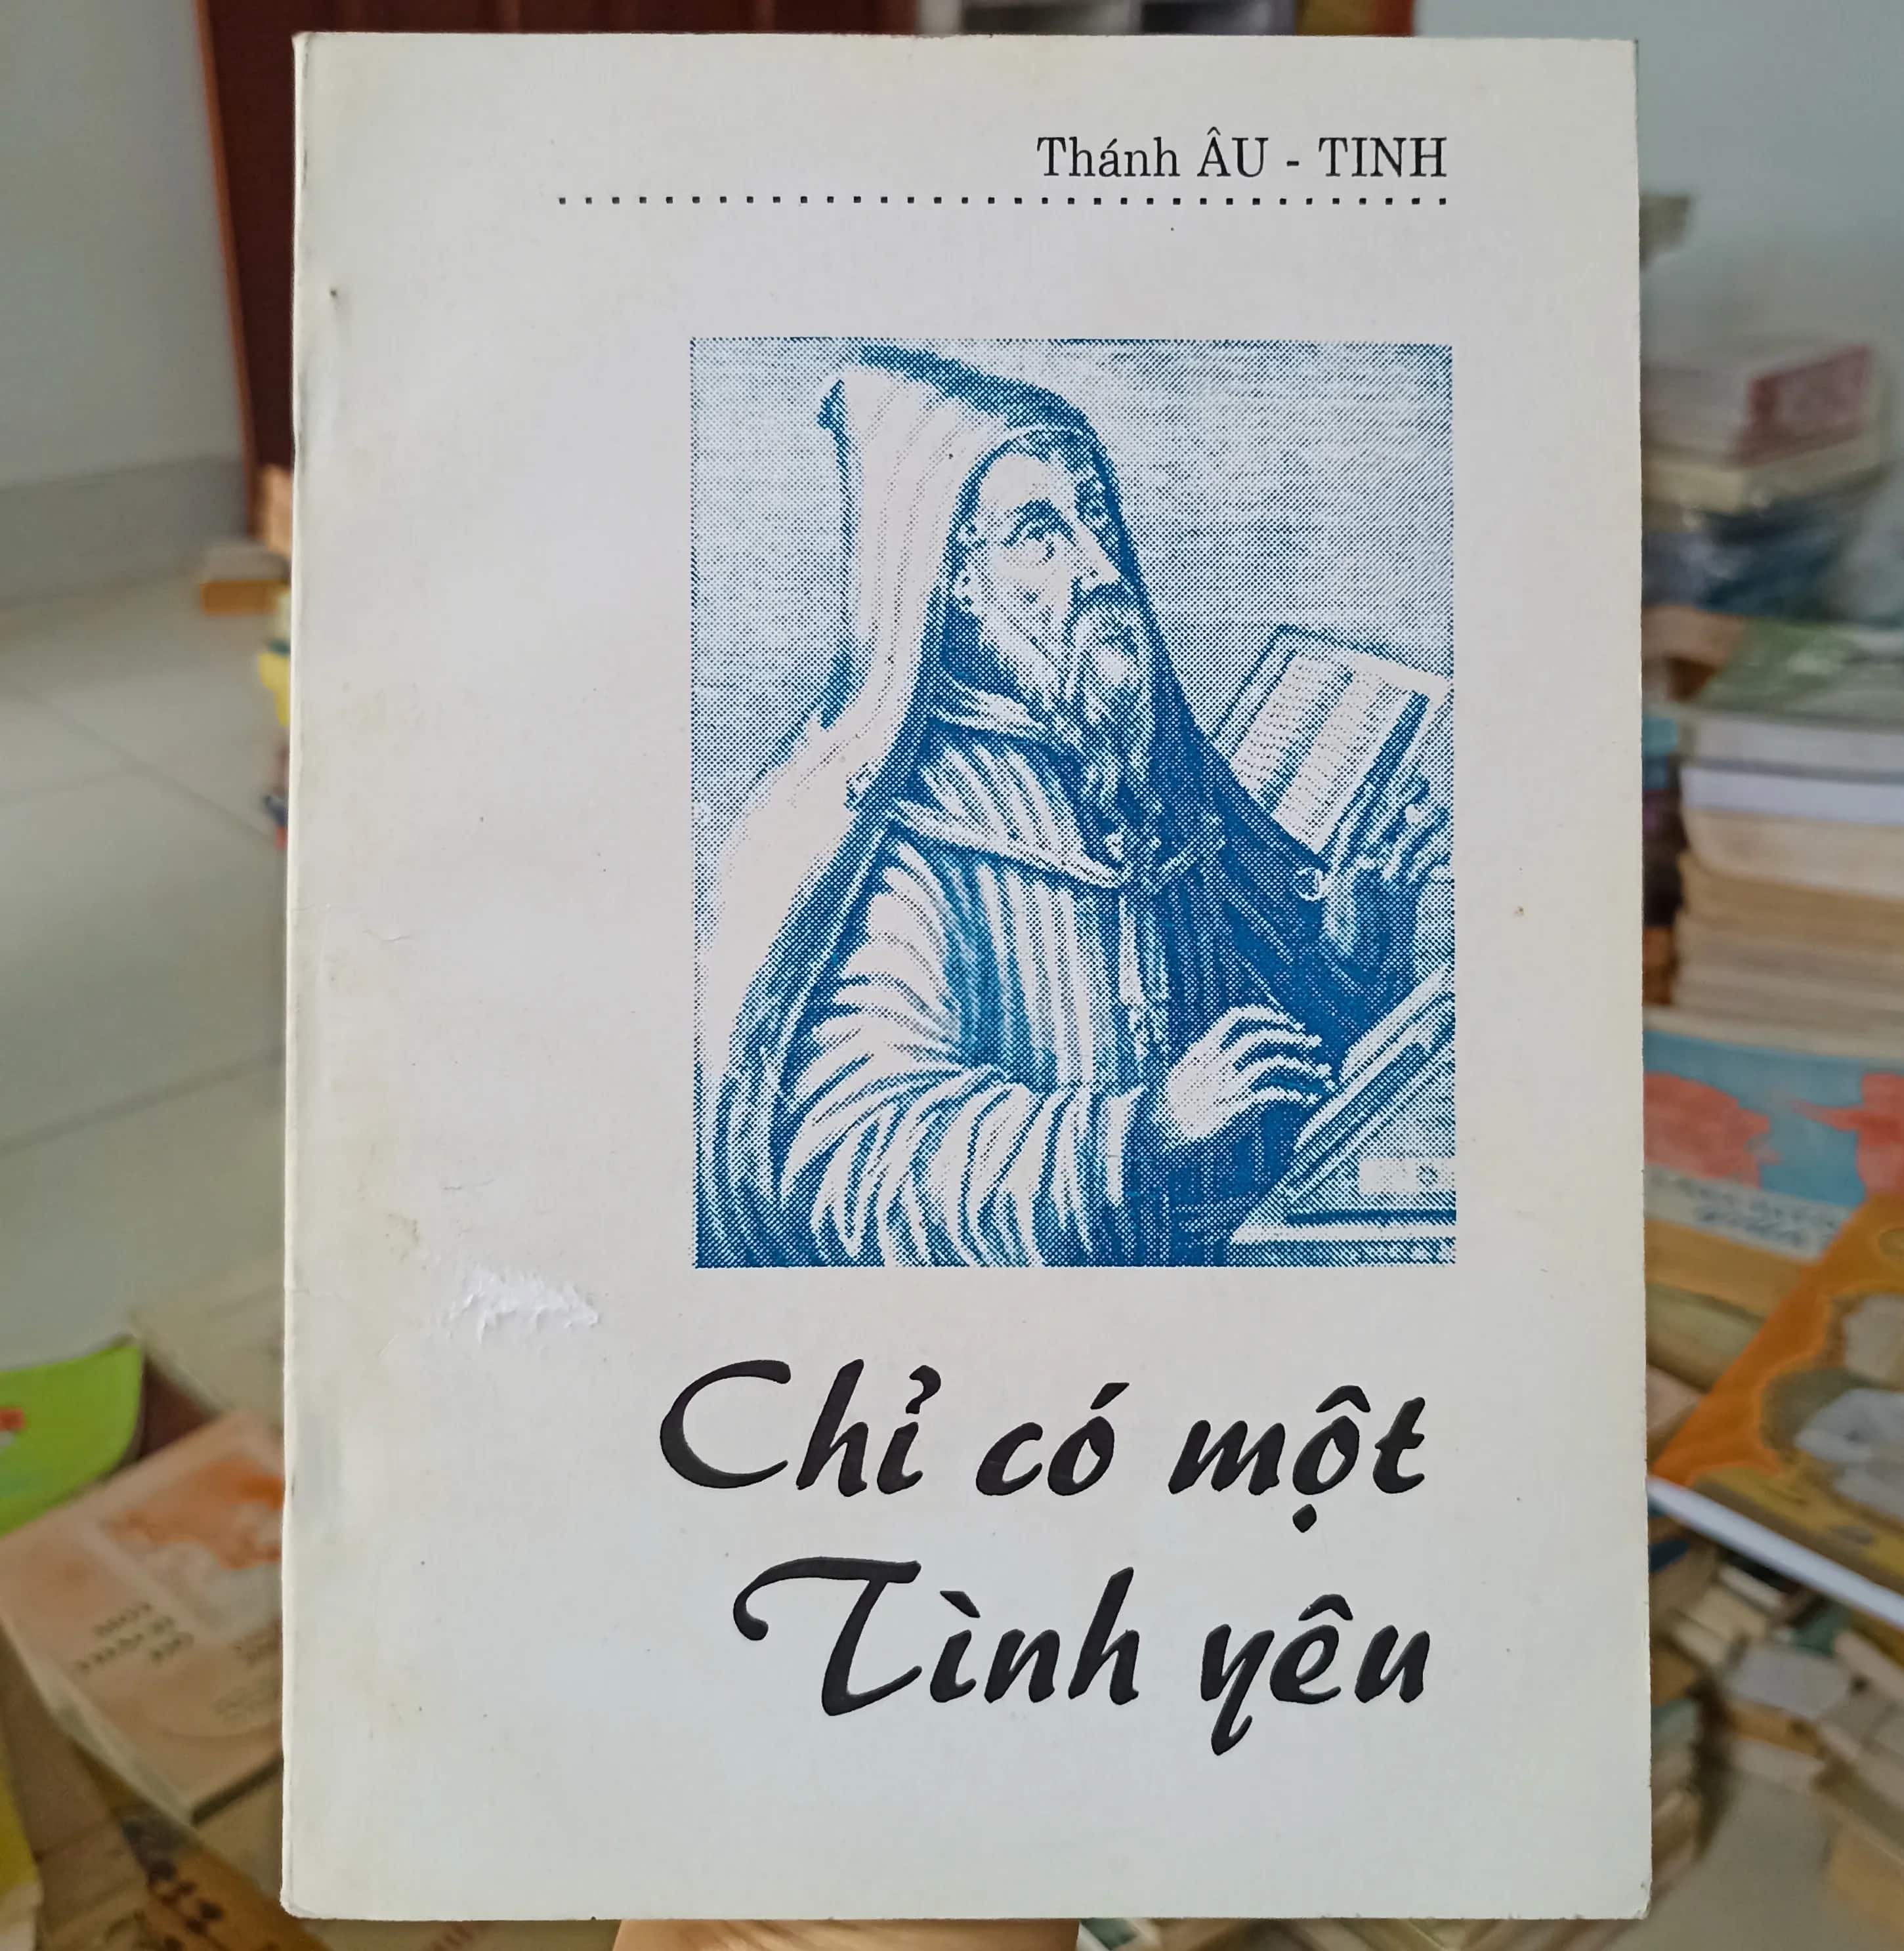 Thánh ÂU - TINH
Chỉ có một
Tình yêu